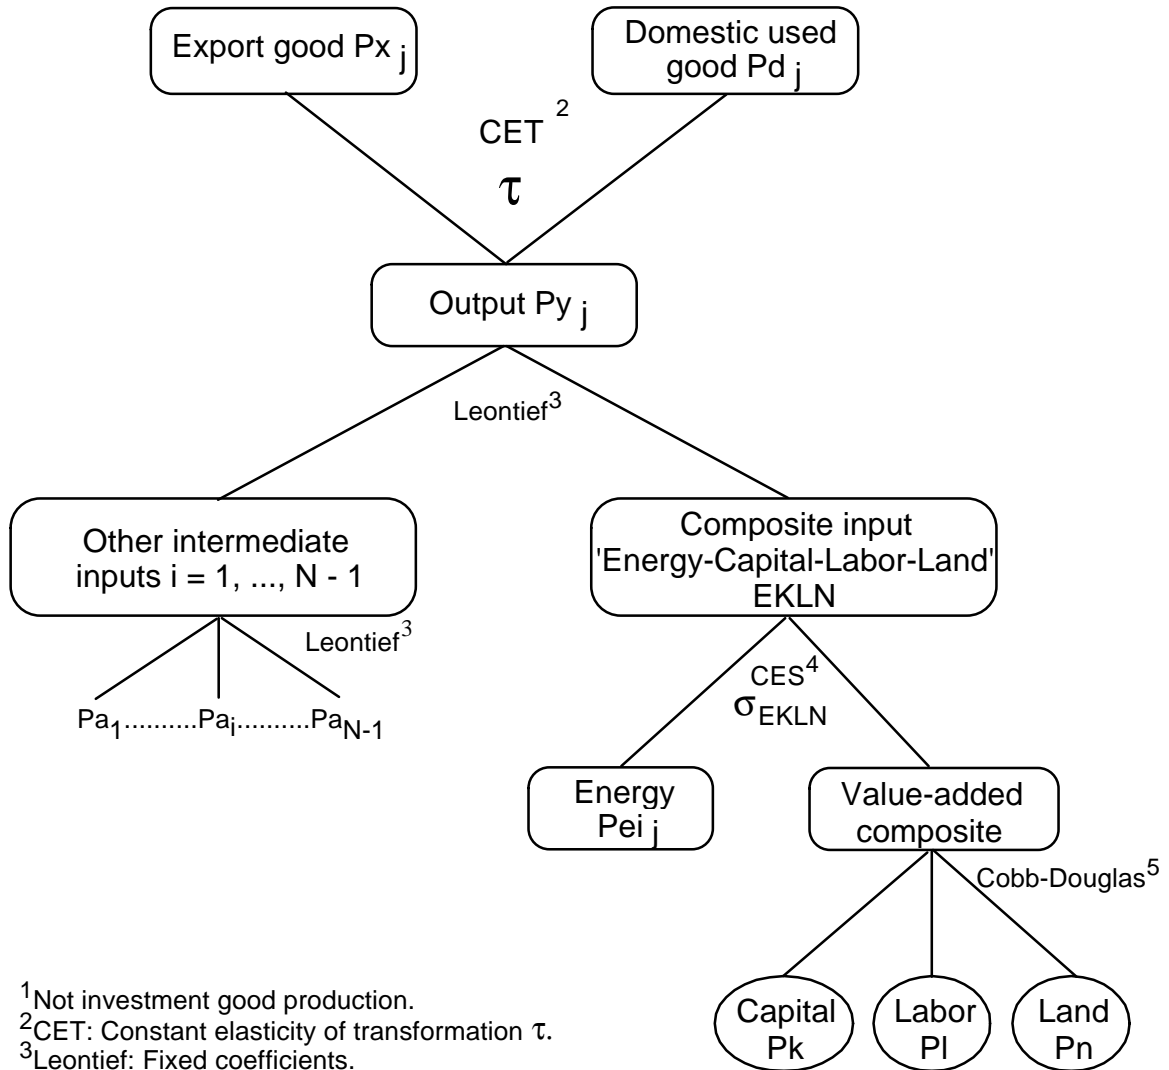 Export good Px j
Domestic used
good Pd j
CET 2
τ
Output Py j
Leontief3
Other intermediate
inputs i = 1, ..., N - 1
Composite input
'Energy-Capital-Labor-Land'
EKLN
Leontief3
Pa1..........Pai..........PaN-1
CES4
σEKLN
Energy
Pei j
Value-added
composite
Cobb-Douglas5
Capital
Pk
Labor
Pl
Land
Pn
1Not investment good production.
2CET: Constant elasticity of transformation τ.
3Leontief: Fixed coefficients.